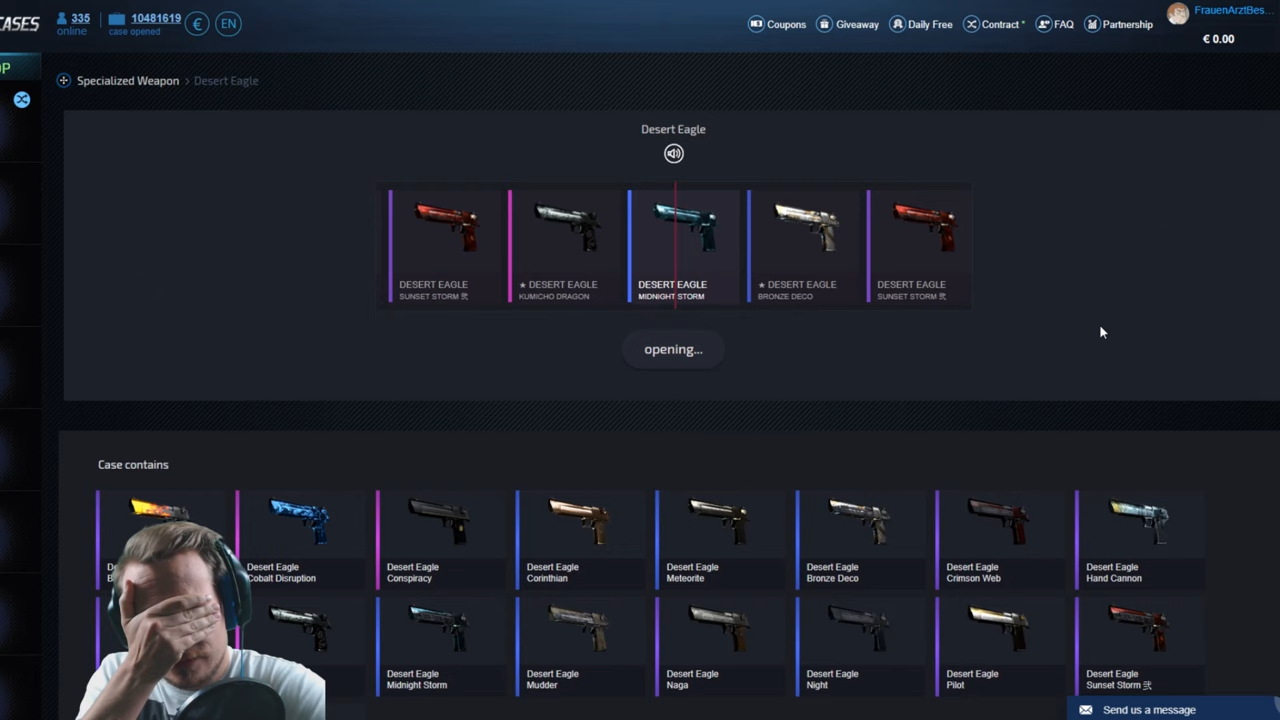 CASES
335
online
10481619
case opened
€
EN
Coupons
Giveaway
Daily Free
Contract *
FAQ
Partnership
FrauenArztBes...
€ 0.00
Specialized Weapon › Desert Eagle
Desert Eagle
DESERT EAGLE
SUNSET STORM 弐
★ DESERT EAGLE
KUMICHO DRAGON
DESERT EAGLE
MIDNIGHT STORM
★ DESERT EAGLE
BRONZE DECO
DESERT EAGLE
SUNSET STORM 弐
opening...
Case contains
Desert Eagle
Cobalt Disruption
Desert Eagle
Conspiracy
Desert Eagle
Corinthian
Desert Eagle
Meteorite
Desert Eagle
Bronze Deco
Desert Eagle
Crimson Web
Desert Eagle
Hand Cannon
Desert Eagle
Midnight Storm
Desert Eagle
Mudder
Desert Eagle
Naga
Desert Eagle
Night
Desert Eagle
Pilot
Desert Eagle
Sunset Storm 弐
Send us a message